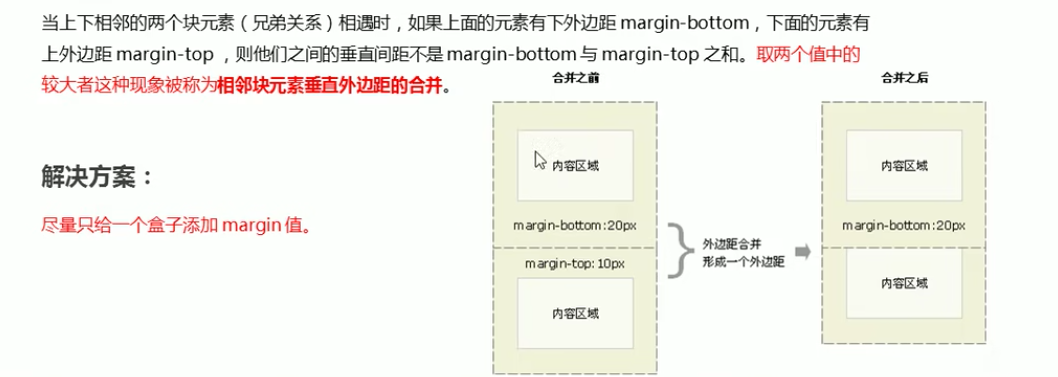 当上下相邻的两个块元素（兄弟关系）相遇时，如果上面的元素有下外边距 margin-bottom，下面的元素有
上外边距 margin-top ，则他们之间的垂直间距不是 margin-bottom 与 margin-top 之和。取两个值中的
较大者这种现象被称为相邻块元素垂直外边距的合并。
解决方案：
尽量只给一个盒子添加 margin 值。
合并之前
内容区域
margin-bottom:20px
margin-top:10px
内容区域
外边距合并
形成一个外边距
合并之后
内容区域
margin-bottom:20px
内容区域